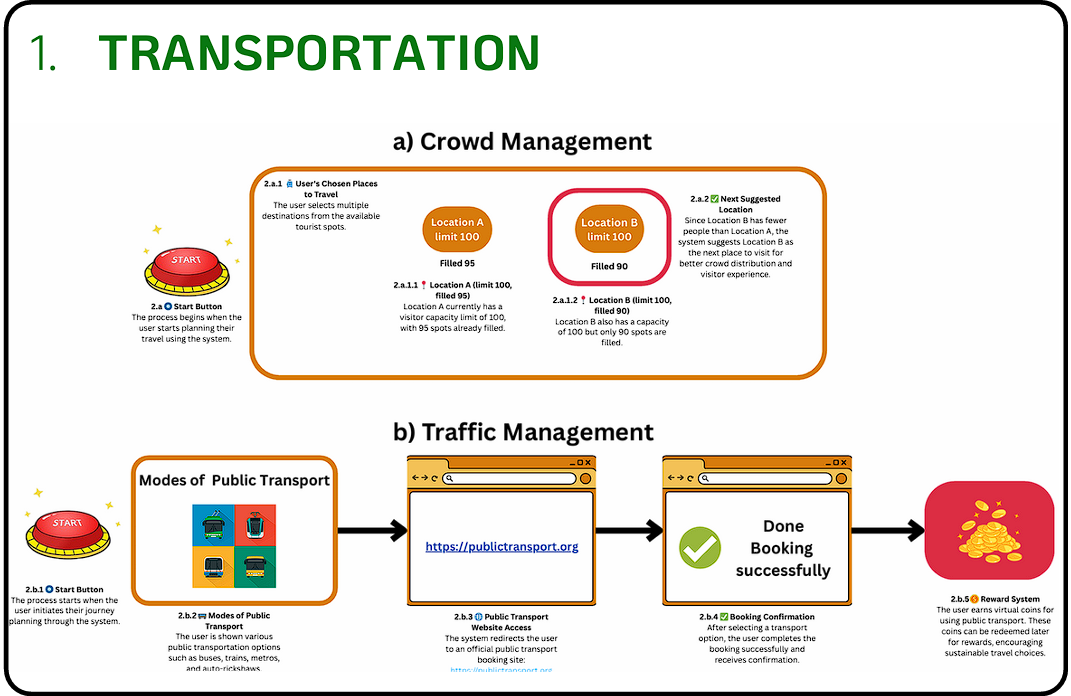 1. TRANSPORTATION
a) Crowd Management
2.a.1 User's Chosen Places
to Travel
The user selects multiple
destinations from the available
tourist spots.
Location A
limit 100
Filled 95
2.a.1.1 Location A (limit 100,
filled 95)
Location A currently has a
visitor capacity limit of 100,
with 95 spots already filled.
Location B
limit 100
Filled 90
2.a.1.2 Location B (limit 100,
filled 90)
Location B also has a capacity
of 100 but only 90 spots are
filled.
2.a.2 Next Suggested
Location
Since Location B has fewer
people than Location A, the
system suggests Location B as
the next place to visit for
better crowd distribution and
visitor experience.
START
2.a Start Button
The process begins when the
user starts planning their
travel using the system.
b) Traffic Management
START
2.b.1 Start Button
The process starts when the
user initiates their journey
planning through the system.
Modes of Public Transport
2.b.2 Modes of Public
Transport
The user is shown various
public transportation options
such as buses, trains, metros,
and auto-rickshaws.
https://publictransport.org
2.b.3 Public Transport
Website Access
The system redirects the user
to an official public transport
booking site:
https://publictransport.org
Done
Booking
successfully
2.b.4 Booking Confirmation
After selecting a transport
option, the user completes the
booking successfully and
receives confirmation.
2.b.5 Reward System
The user earns virtual coins for
using public transport. These
coins can be redeemed later
for rewards, encouraging
sustainable travel choices.